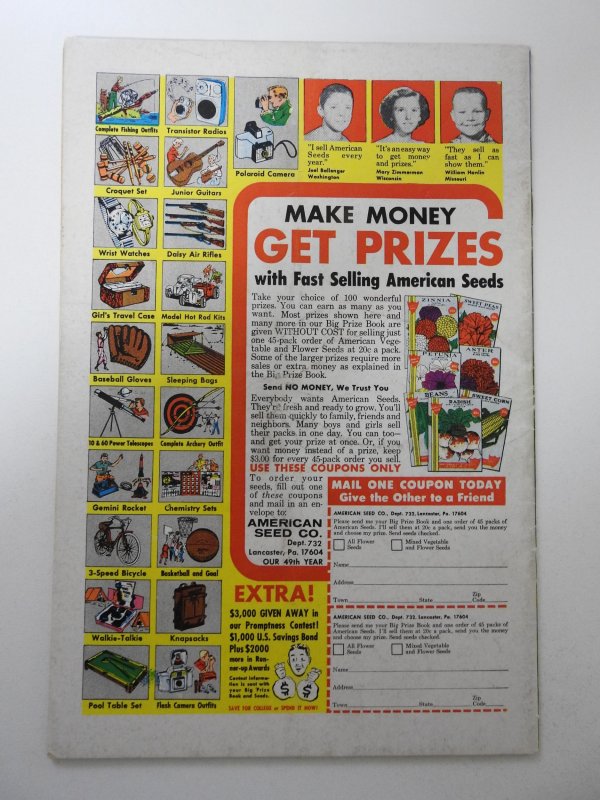 Complete Fishing Outfits
Transistor Radios
Polaroid Camera
Croquet Set
Junior Guitars
Wrist Watches
Daisy Air Rifles
Girl's Travel Case
Model Hot Rod Kits
Baseball Gloves
Sleeping Bags
10 & 60 Power Telescopes
Complete Archery Outfit
Gemini Rocket
Chemistry Sets
3-Speed Bicycle
Basketball and Goal
Walkie-Talkie
Knapsacks
Pool Table Set
Flash Camera Outfits
"I sell American
Seeds every
year."
Joel Bellenger
Washington
"It's an easy way
to get money
and prizes."
Mary Zimmerman
Wisconsin
"They sell as
fast as I can
show them."
William Harlin
Missouri
MAKE MONEY
GET PRIZES
with Fast Selling American Seeds
Take your choice of 100 wonderful
prizes. You can earn as many as you
want. Most prizes shown here and
many more in our Big Prize Book are
given WITHOUT COST for selling just
one 45-pack order of American Vege-
table and Flower Seeds at 20c a pack.
Some of the larger prizes require more
sales or extra money as explained in
the Big Prize Book.
Send NO MONEY, We Trust You
Everybody wants American Seeds.
They're fresh and ready to grow. You'll
sell them quickly to family, friends and
neighbors. Many boys and girls sell
their packs in one day. You can too—
and get your prize at once. Or, if you
want money instead of a prize, keep
$3.00 for every 45-pack order you sell.
USE THESE COUPONS ONLY
To order your
seeds, fill out one
of these coupons
and mail in an en-
velope to:
AMERICAN
SEED CO.
Dept. 732
Lancaster, Pa. 17604
OUR 49th YEAR
ZINNIA
SWEET PEAS
PETUNIA
ASTER
BEANS
RADISH
SWEET CORN
EXTRA!
$3,000 GIVEN AWAY in
our Promptness Contest!
$1,000 U.S. Savings Bond
Plus $2000
more in Run-
ner-up Awards
Contest informa-
tion is sent with
your Big Prize
Book and Seeds.
$ $
SAVE FOR COLLEGE or SPEND IT NOW!
MAIL ONE COUPON TODAY
Give the Other to a Friend
AMERICAN SEED CO., Dept. 732, Lancaster, Pa. 17604
Please send me your Big Prize Book and one order of 45 packs of
American Seeds. I'll sell them at 20c a pack, send you the money
and choose my prize. Send seeds checked.
All Flower
Seeds
Mixed Vegetable
and Flower Seeds
Name
Address
Town State Zip Code
AMERICAN SEED CO., Dept. 732, Lancaster, Pa. 17604
Please send me your Big Prize Book and one order of 45 packs of
American Seeds. I'll sell them at 20c a pack, send you the money
and choose my prize. Send seeds checked.
All Flower
Seeds
Mixed Vegetable
and Flower Seeds
Name
Address
Town State Zip Code